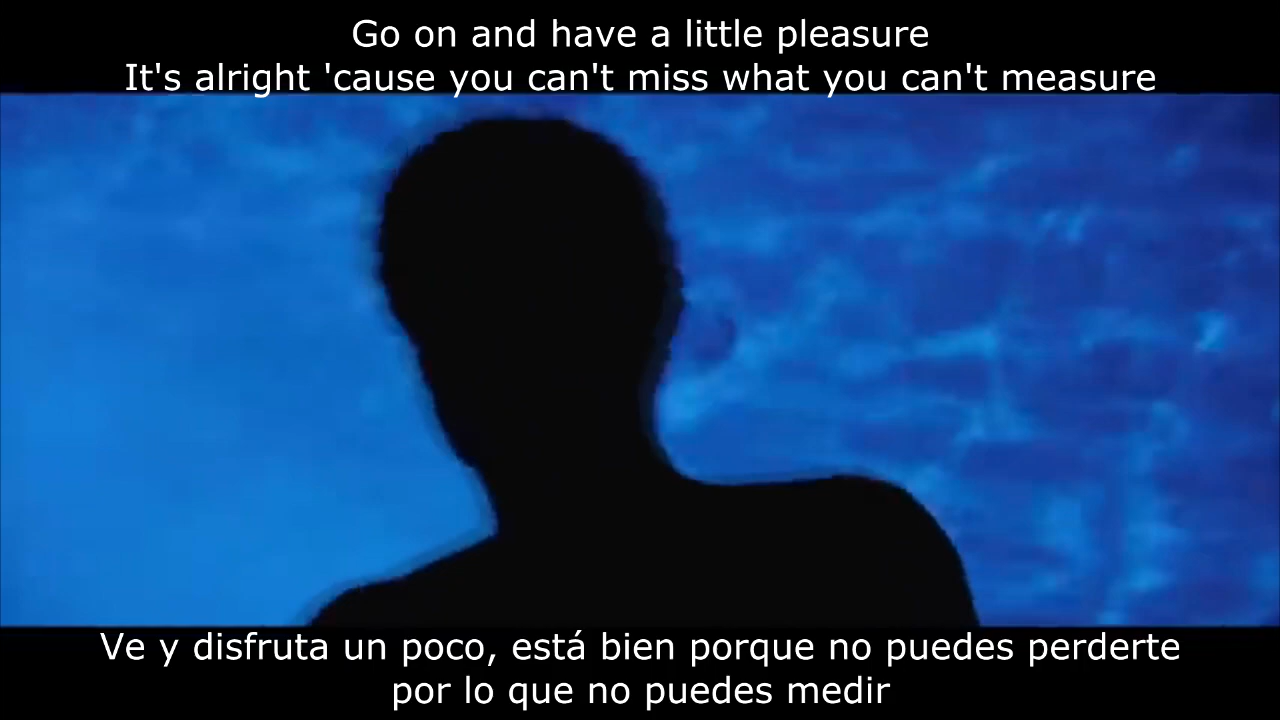 Go on and have a little pleasure
It's alright 'cause you can't miss what you can't measure
Ve y disfruta un poco, está bien porque no puedes perderte
por lo que no puedes medir